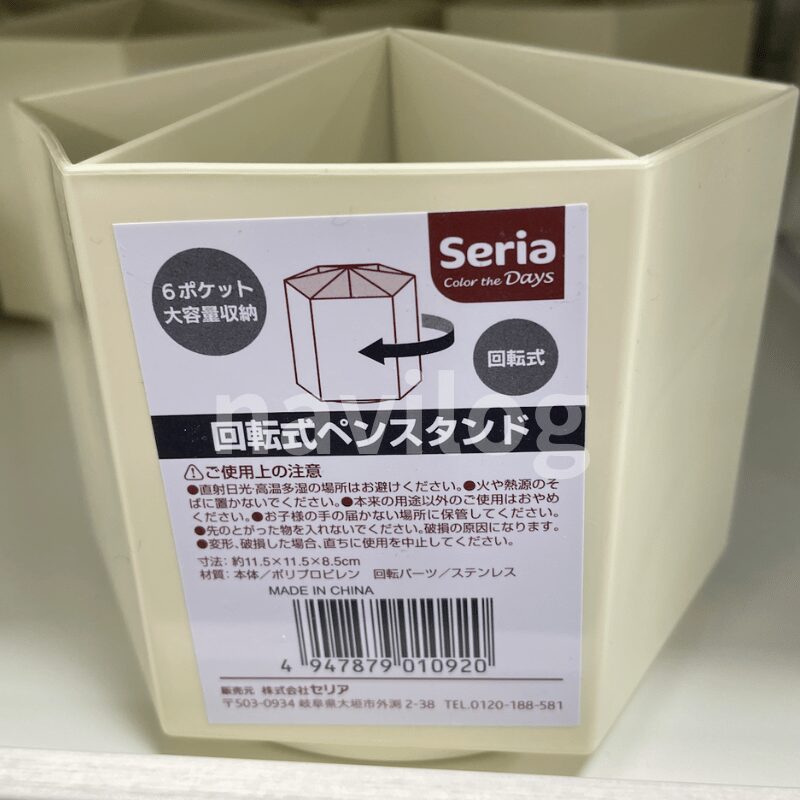 Seria
Color the Days
6ポケット
大容量収納
回転式
navilog
回転式ペンスタンド
⚠ご使用上の注意
●直射日光・高温多湿の場所はお避けください。●火や熱源のそ
ばに置かないでください。●本来の用途以外のご使用はおやめ
ください。●お子様の手の届かない場所に保管してください。
●先のとがった物を入れないでください。破損の原因になります。
●変形、破損した場合、直ちに使用を中止してください。
寸法：約11.5×11.5×8.5cm
材質：本体／ポリプロピレン 回転パーツ／ステンレス
MADE IN CHINA
4 947879 010920
販売元 株式会社セリア
〒503-0934 岐阜県大垣市外渕 2-38 TEL.0120-188-581